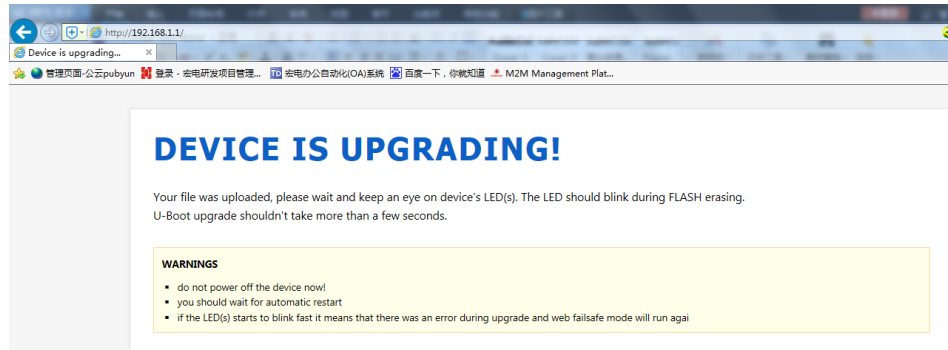 http://192.168.1.1/
Device is upgrading...
管理页面-公云pubyun 登录 - 宏电研发项目管理... TD 宏电办公自动化(OA)系统 百度一下，你就知道 M2M Management Plat...
DEVICE IS UPGRADING!
Your file was uploaded, please wait and keep an eye on device's LED(s). The LED should blink during FLASH erasing.
U-Boot upgrade shouldn't take more than a few seconds.
WARNINGS
do not power off the device now!
you should wait for automatic restart
if the LED(s) starts to blink fast it means that there was an error during upgrade and web failsafe mode will run agai